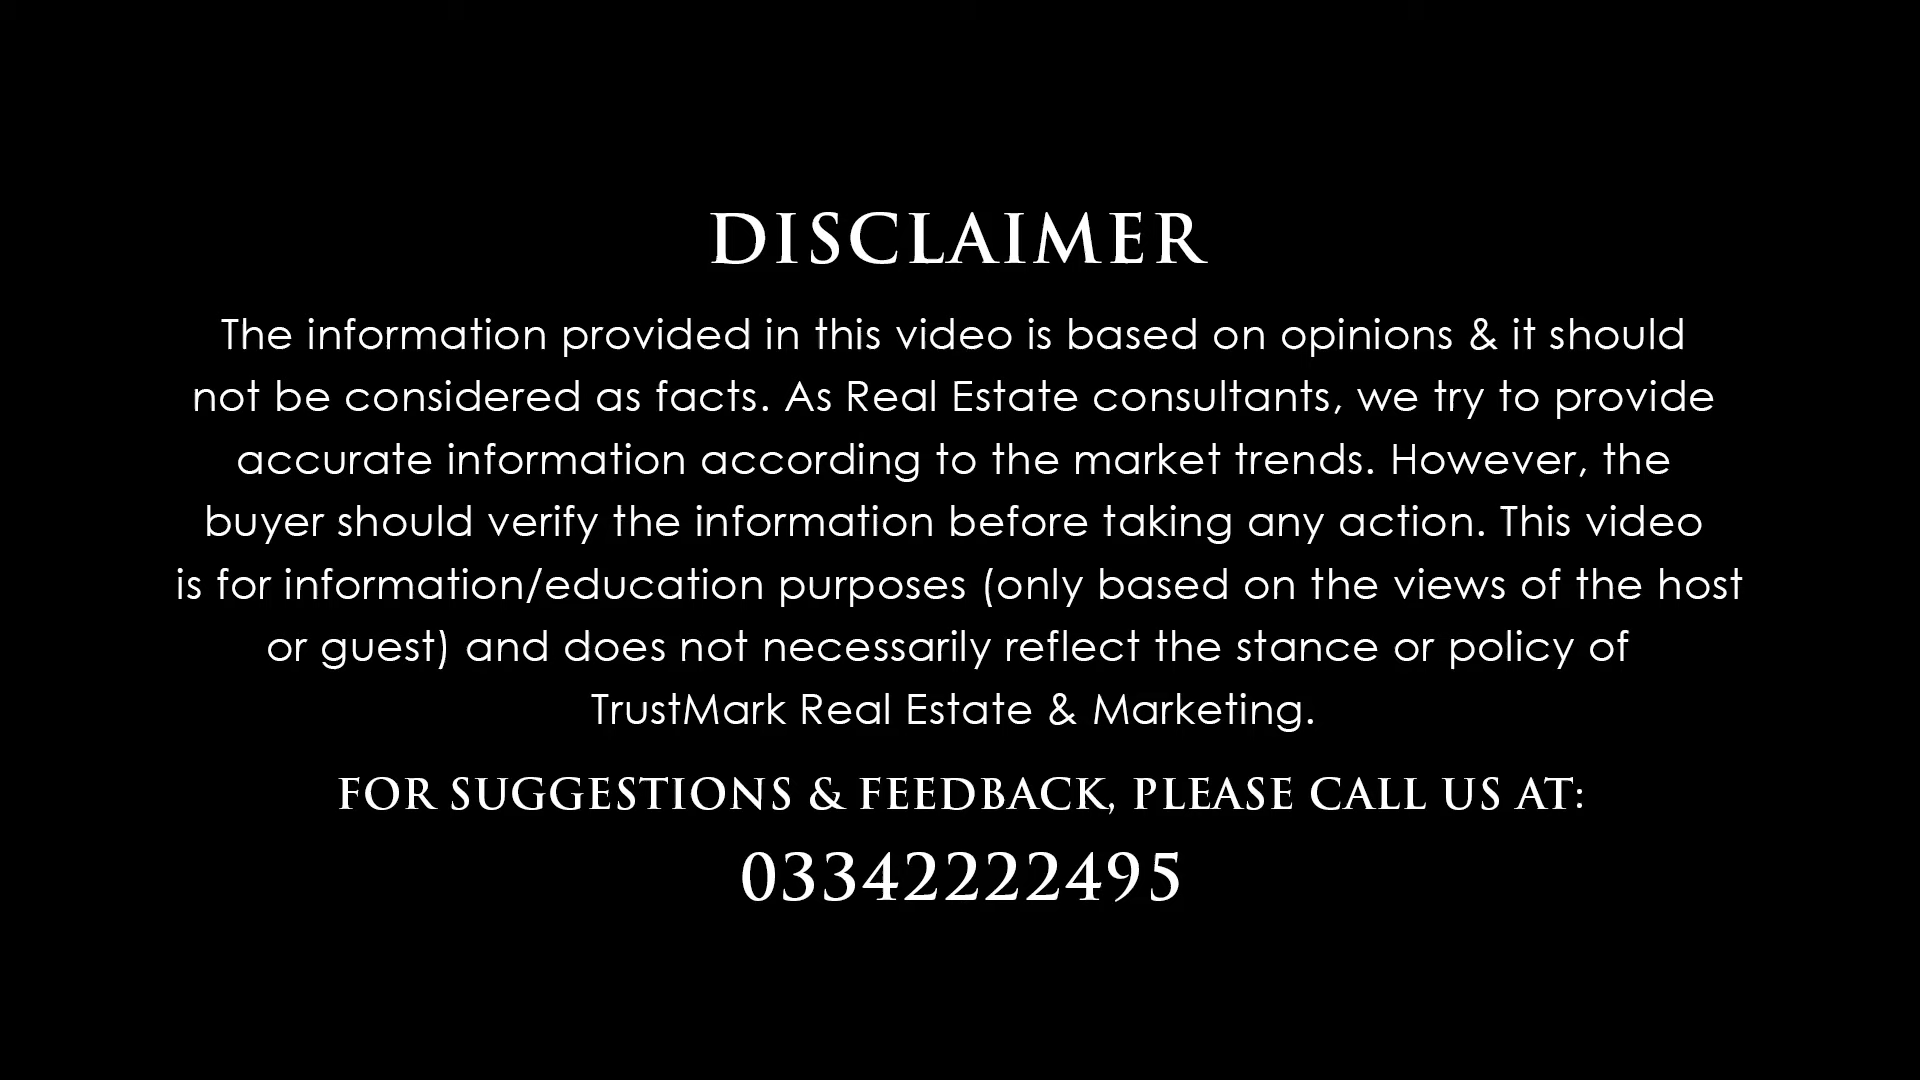 DISCLAIMER
The information provided in this video is based on opinions & it should
not be considered as facts. As Real Estate consultants, we try to provide
accurate information according to the market trends. However, the
buyer should verify the information before taking any action. This video
is for information/education purposes (only based on the views of the host
or guest) and does not necessarily reflect the stance or policy of
TrustMark Real Estate & Marketing.
FOR SUGGESTIONS & FEEDBACK, PLEASE CALL US AT:
03342222495